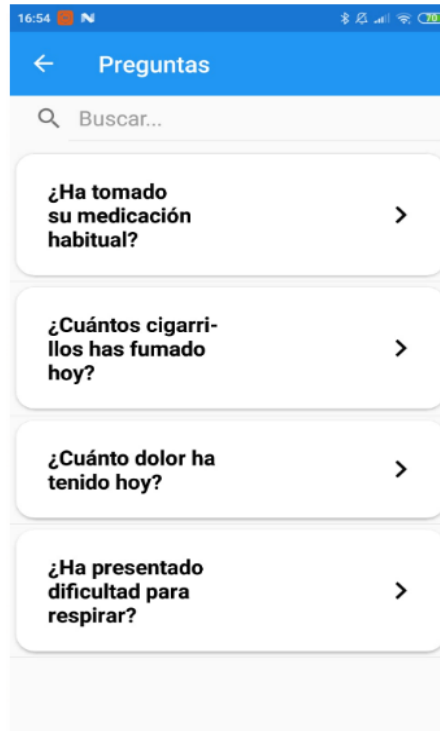 16:54 N 70
Preguntas
Buscar...
¿Ha tomado
su medicación
habitual?
¿Cuántos cigarri-
llos has fumado
hoy?
¿Cuánto dolor ha
tenido hoy?
¿Ha presentado
dificultad para
respirar?